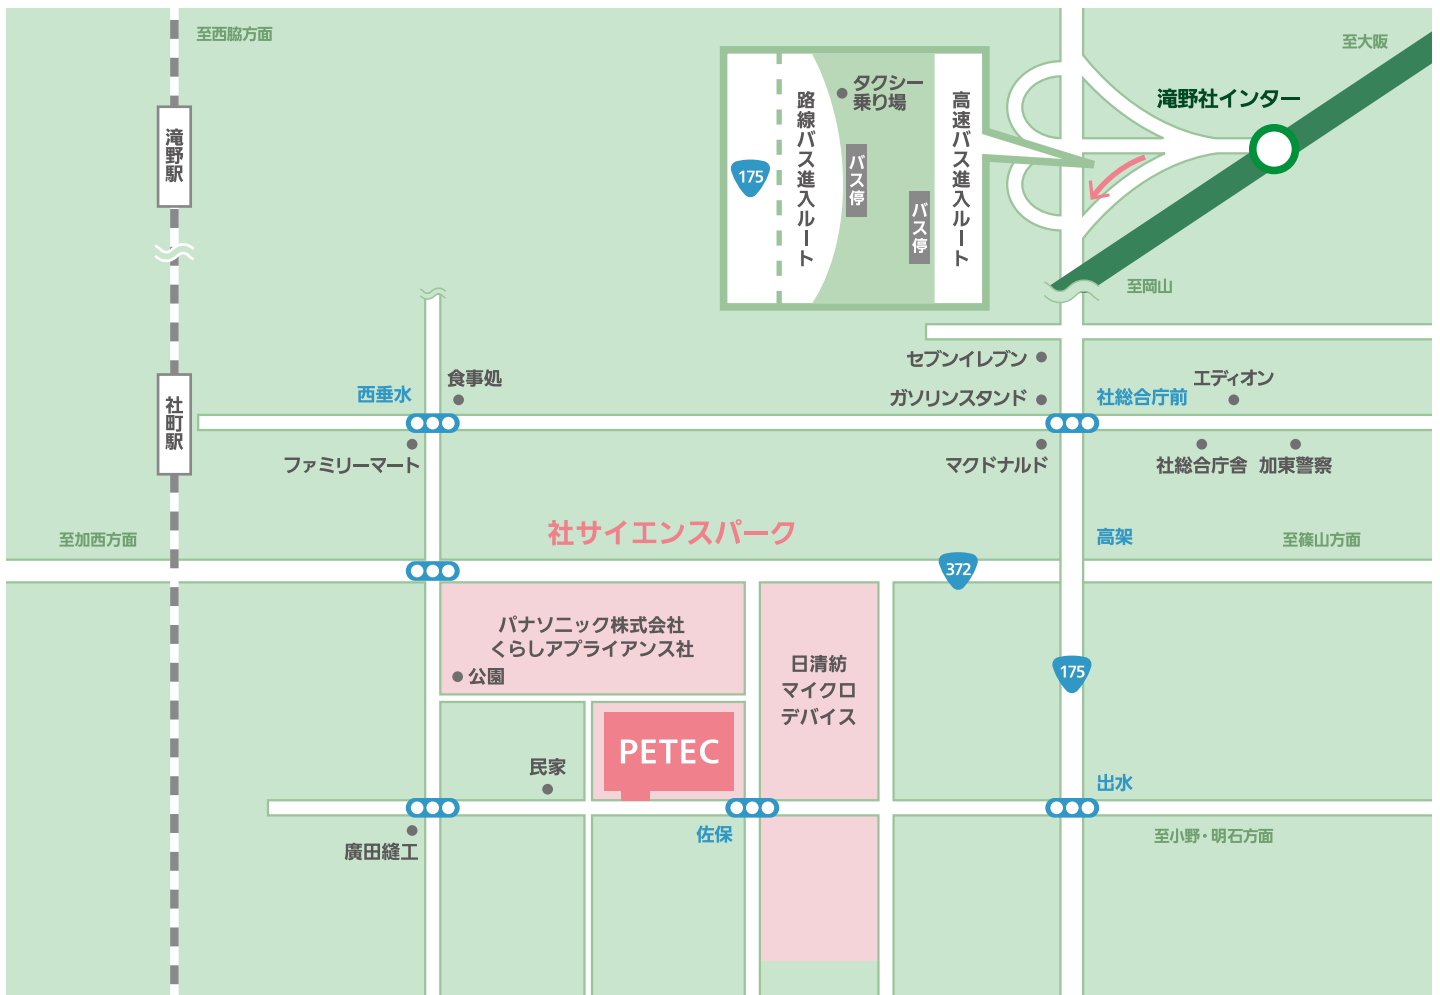 至西脇方面
至大阪
滝野社インター
タクシー
乗り場
路線バス進入ルート
高速バス進入ルート
バス停
バス停
175
滝野駅
至岡山
セブンイレブン
食事処
西垂水
ガソリンスタンド
社総合庁前
エディオン
社町駅
ファミリーマート
マクドナルド
社総合庁舎
加東警察
社サイエンスパーク
至加西方面
高架
至篠山方面
372
パナソニック株式会社
くらしアプライアンス社
公園
日清紡
マイクロ
デバイス
175
PETEC
民家
出水
佐保
至小野・明石方面
廣田縫工